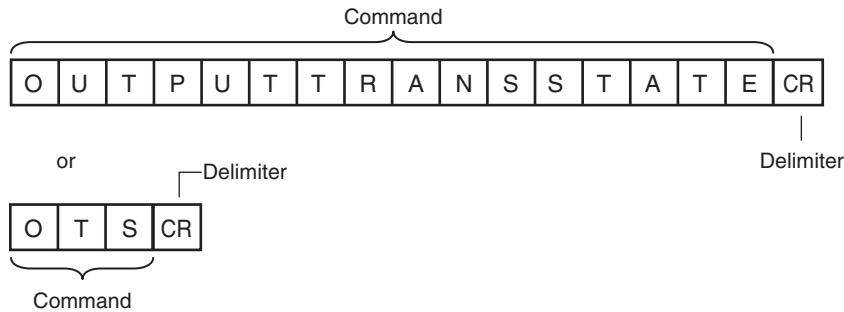 Command
O U T P U T T R A N S S T A T E CR
Delimiter
or
Delimiter
O T S CR
Command